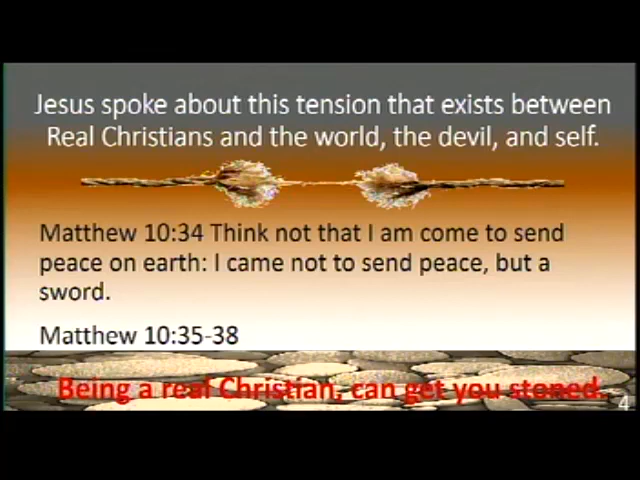 Jesus spoke about this tension that exists between
Real Christians and the world, the devil, and self.
Matthew 10:34 Think not that I am come to send
peace on earth: I came not to send peace, but a
sword.
Matthew 10:35-38
Being a real Christian, can get you stoned.
4